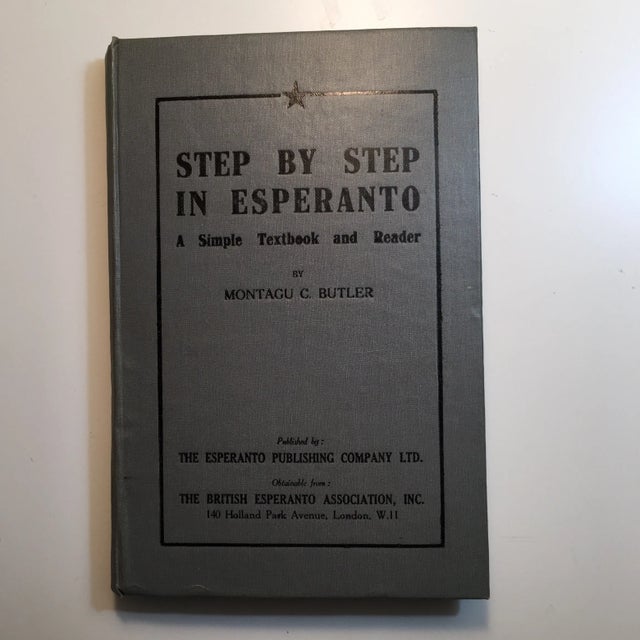 STEP BY STEP
IN ESPERANTO
A Simple Textbook and Reader
BY
MONTAGU C. BUTLER
Published by:
THE ESPERANTO PUBLISHING COMPANY LTD.
Obtainable from:
THE BRITISH ESPERANTO ASSOCIATION, INC.
140 Holland Park Avenue, London, W.11